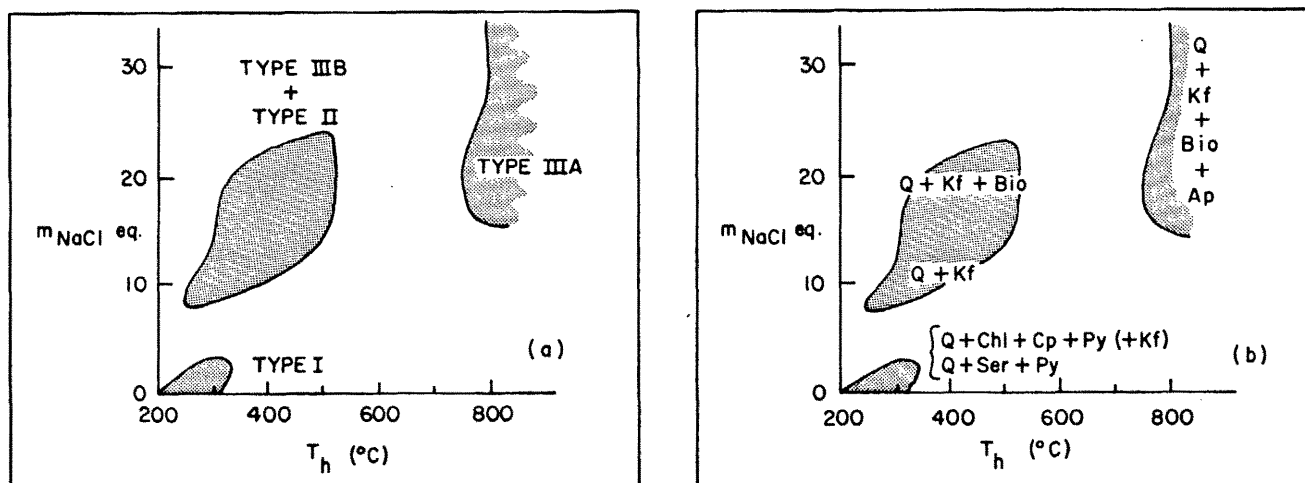 30
20
10
0
m NaCl eq.
TYPE IIIB
+
TYPE II
TYPE IIIA
TYPE I
(a)
200
400
600
800
Th (°C)
30
20
10
0
m NaCl eq.
Q + Kf + Bio
Q + Kf
Q
+
Kf
+
Bio
+
Ap
Q + Chl + Cp + Py (+Kf)
Q + Ser + Py
(b)
200
400
600
800
Th (°C)